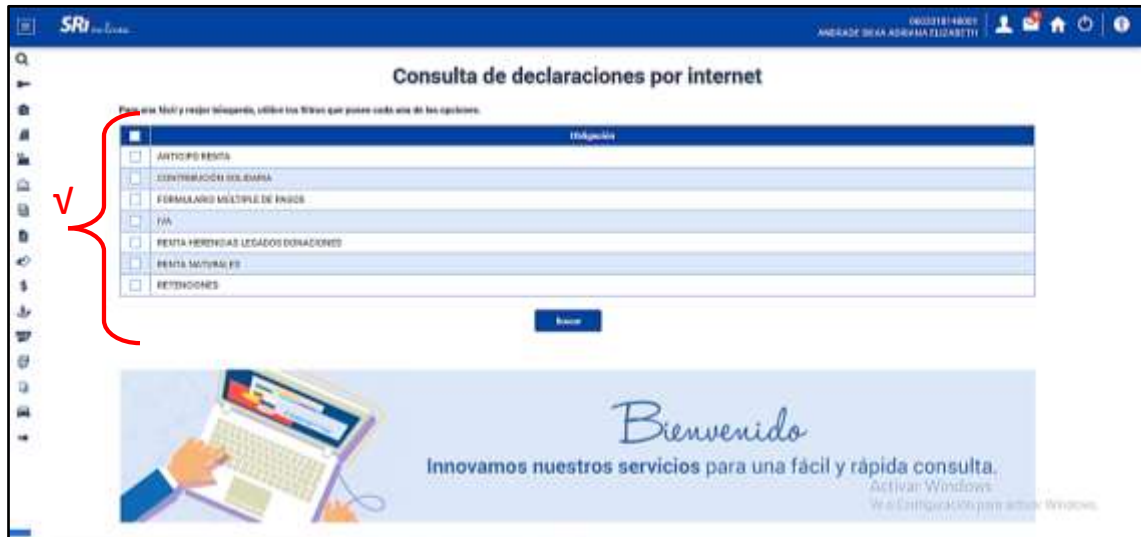 SRi en línea
0603318148001
ANDRADE SILVA ADRIANA ELIZABETH
Consulta de declaraciones por internet
Para una fácil y mejor búsqueda, utilice los filtros que posee cada una de las opciones.
Obligación
ANTICIPO RENTA
CONTRIBUCIÓN SOLIDARIA
FORMULARIO MÚLTIPLE DE PAGOS
IVA
RENTA HERENCIAS LEGADOS DONACIONES
RENTA NATURALES
RETENCIONES
√
Buscar
Bienvenido
Innovamos nuestros servicios para una fácil y rápida consulta.
Activar Windows
Ve a Configuración para activar Windows.